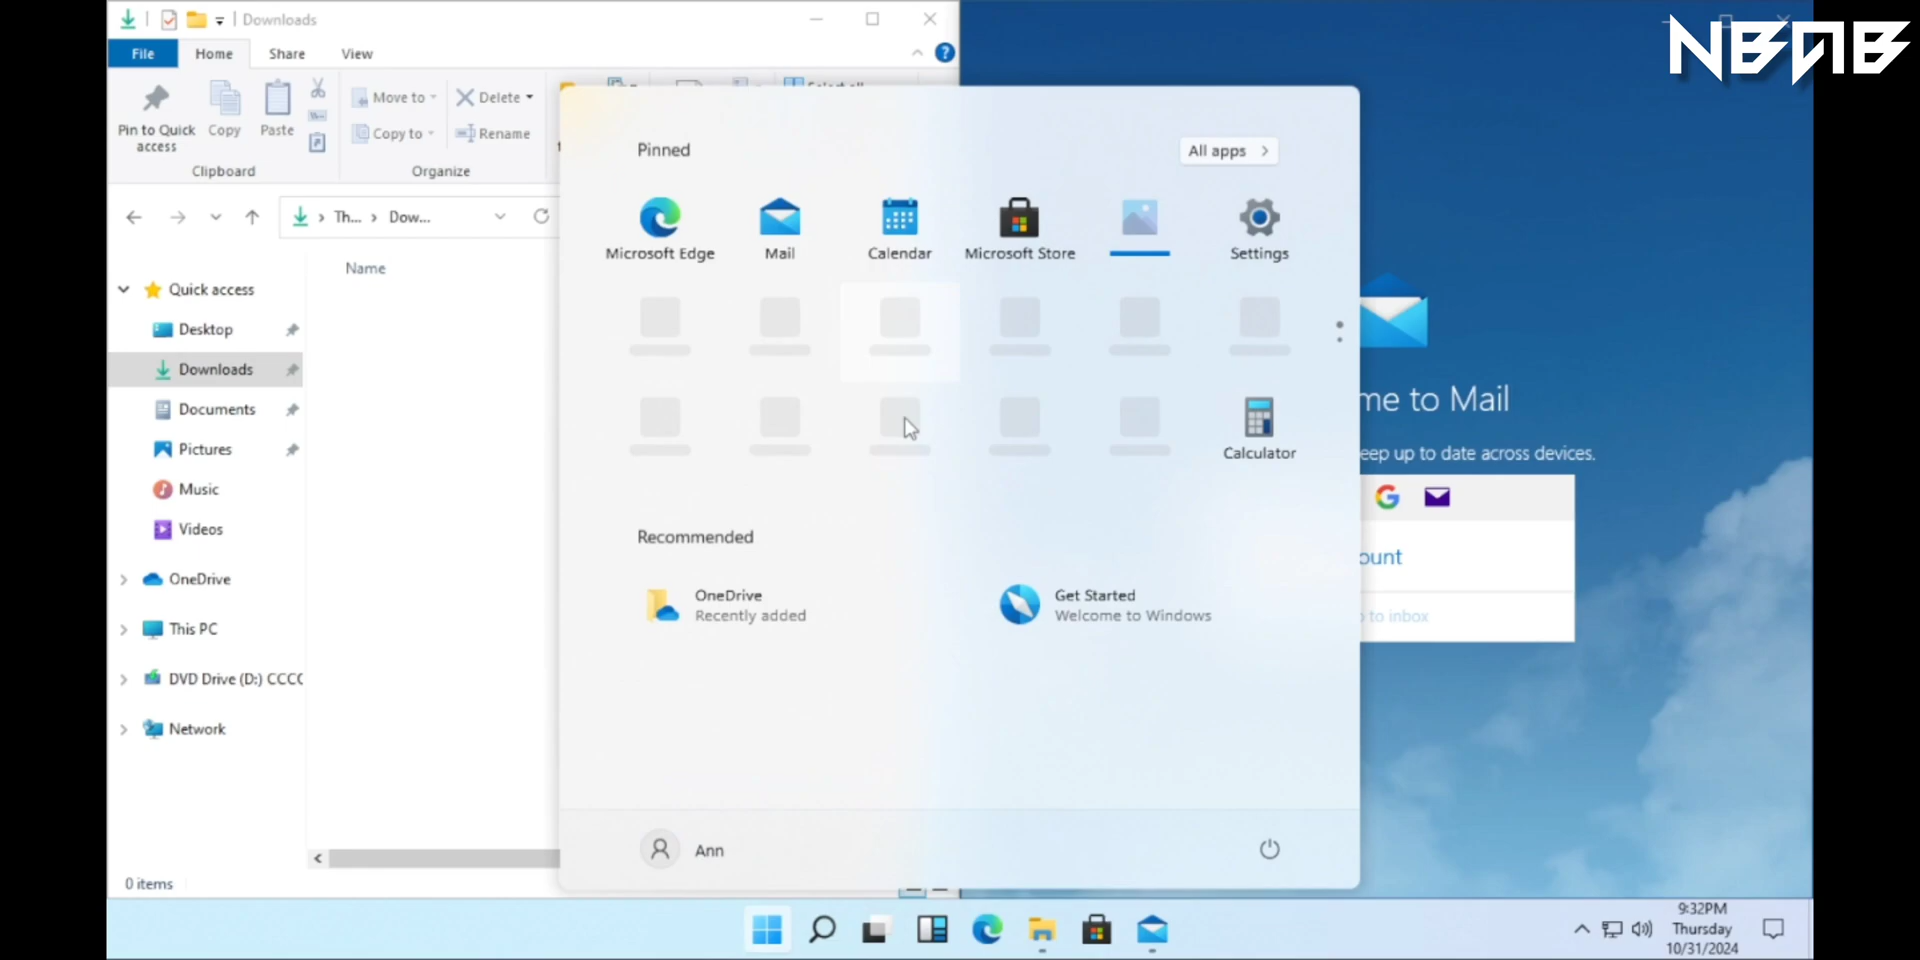 Downloads
NBAB
File Home Share View
Pin to Quick access
Copy
Paste
Move to
Copy to
Delete
Rename
Select all
Clipboard
Organize
Th... Dow...
Name
Quick access
Desktop
Downloads
Documents
Pictures
Music
Videos
OneDrive
This PC
DVD Drive (D:) CCCC
Network
0 items
Pinned
All apps
Microsoft Edge
Mail
Calendar
Microsoft Store
Settings
Calculator
Recommended
OneDrive
Recently added
Get Started
Welcome to Windows
Ann
me to Mail
eep up to date across devices.
ount
to inbox
9:32PM
Thursday
10/31/2024